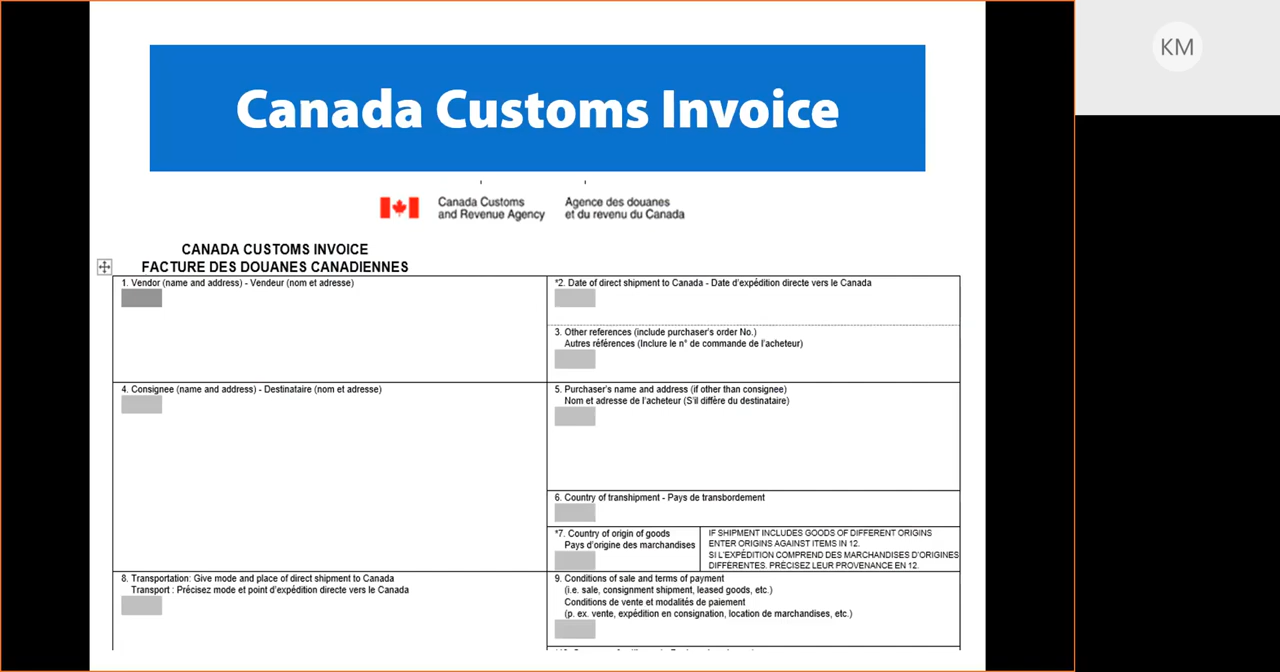 Canada Customs Invoice
KM
Canada Customs
and Revenue Agency
Agence des douanes
et du revenu du Canada
CANADA CUSTOMS INVOICE
FACTURE DES DOUANES CANADIENNES
1. Vendor (name and address) - Vendeur (nom et adresse)
*2. Date of direct shipment to Canada - Date d'expédition directe vers le Canada
3. Other references (include purchaser's order No.)
Autres références (Inclure le n° de commande de l'acheteur)
4. Consignee (name and address) - Destinataire (nom et adresse)
5. Purchaser's name and address (if other than consignee)
Nom et adresse de l'acheteur (S'il diffère du destinataire)
6. Country of transhipment - Pays de transbordement
*7. Country of origin of goods
Pays d'origine des marchandises
IF SHIPMENT INCLUDES GOODS OF DIFFERENT ORIGINS
ENTER ORIGINS AGAINST ITEMS IN 12.
SI L'EXPÉDITION COMPREND DES MARCHANDISES D'ORIGINES
DIFFÉRENTES. PRÉCISEZ LEUR PROVENANCE EN 12.
8. Transportation: Give mode and place of direct shipment to Canada
Transport : Précisez mode et point d'expédition directe vers le Canada
9. Conditions of sale and terms of payment
(i.e. sale, consignment shipment, leased goods, etc.)
Conditions de vente et modalités de paiement
(p. ex. vente, expédition en consignation, location de marchandises, etc.)